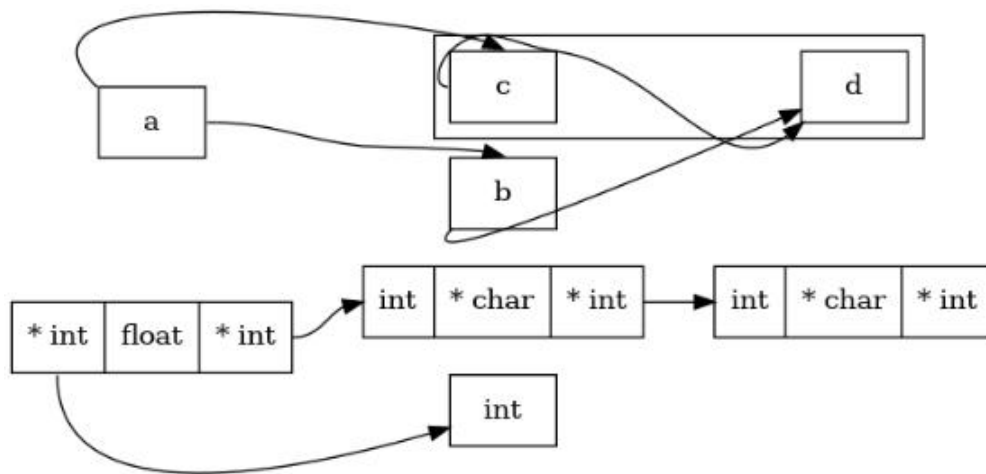 c
d
a
b
int * char * int
int * char * int
* int float * int
int